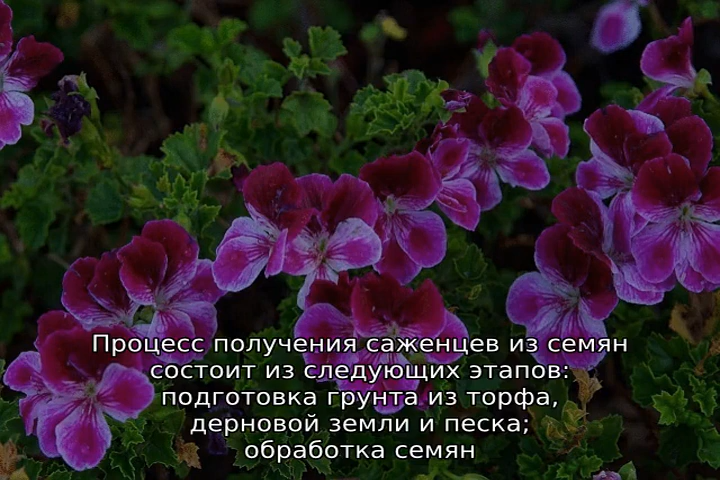 Процесс получения саженцев из семян
состоит из следующих этапов:
подготовка грунта из торфа,
дерновой земли и песка;
обработка семян